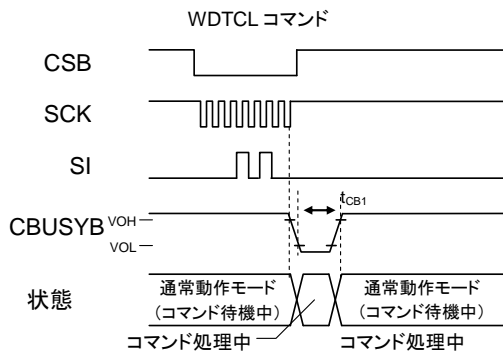 WDTCL コマンド
CSB
SCK
SI
tCB1
CBUSYB
VOH
VOL
状態
通常動作モード
（コマンド待機中）
通常動作モード
（コマンド待機中）
コマンド処理中
コマンド処理中